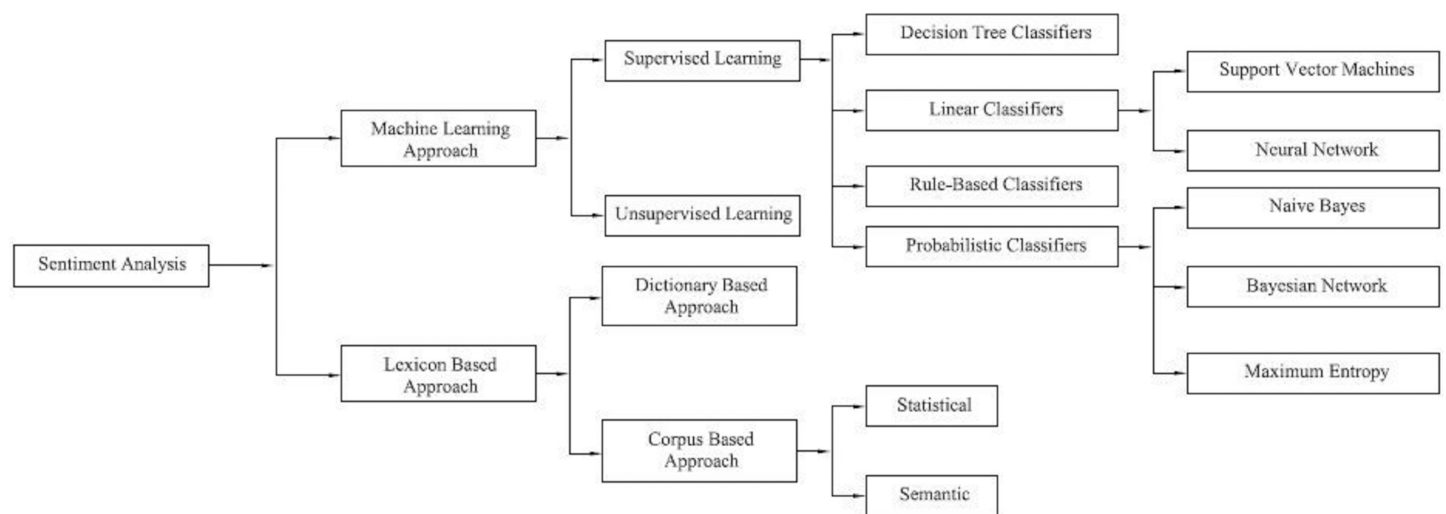 Sentiment Analysis
Machine Learning
Approach
Lexicon Based
Approach
Supervised Learning
Unsupervised Learning
Dictionary Based
Approach
Corpus Based
Approach
Decision Tree Classifiers
Linear Classifiers
Rule-Based Classifiers
Probabilistic Classifiers
Statistical
Semantic
Support Vector Machines
Neural Network
Naive Bayes
Bayesian Network
Maximum Entropy